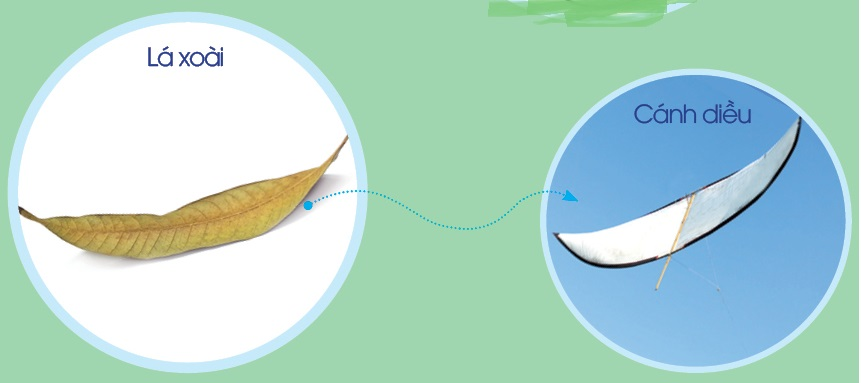 Lá xoài
Cánh diều